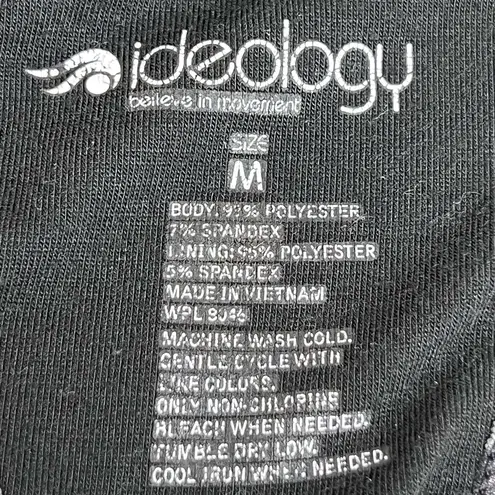 ideology
believe in movement
SIZE
M
BODY: 93% POLYESTER
7% SPANDEX
LINING: 95% POLYESTER
5% SPANDEX
MADE IN VIETNAM
WPL 8046
MACHINE WASH COLD.
GENTLE CYCLE WITH
LIKE COLORS.
ONLY NON-CHLORINE
BLEACH WHEN NEEDED.
TUMBLE DRY LOW.
COOL IRON WHEN NEEDED.